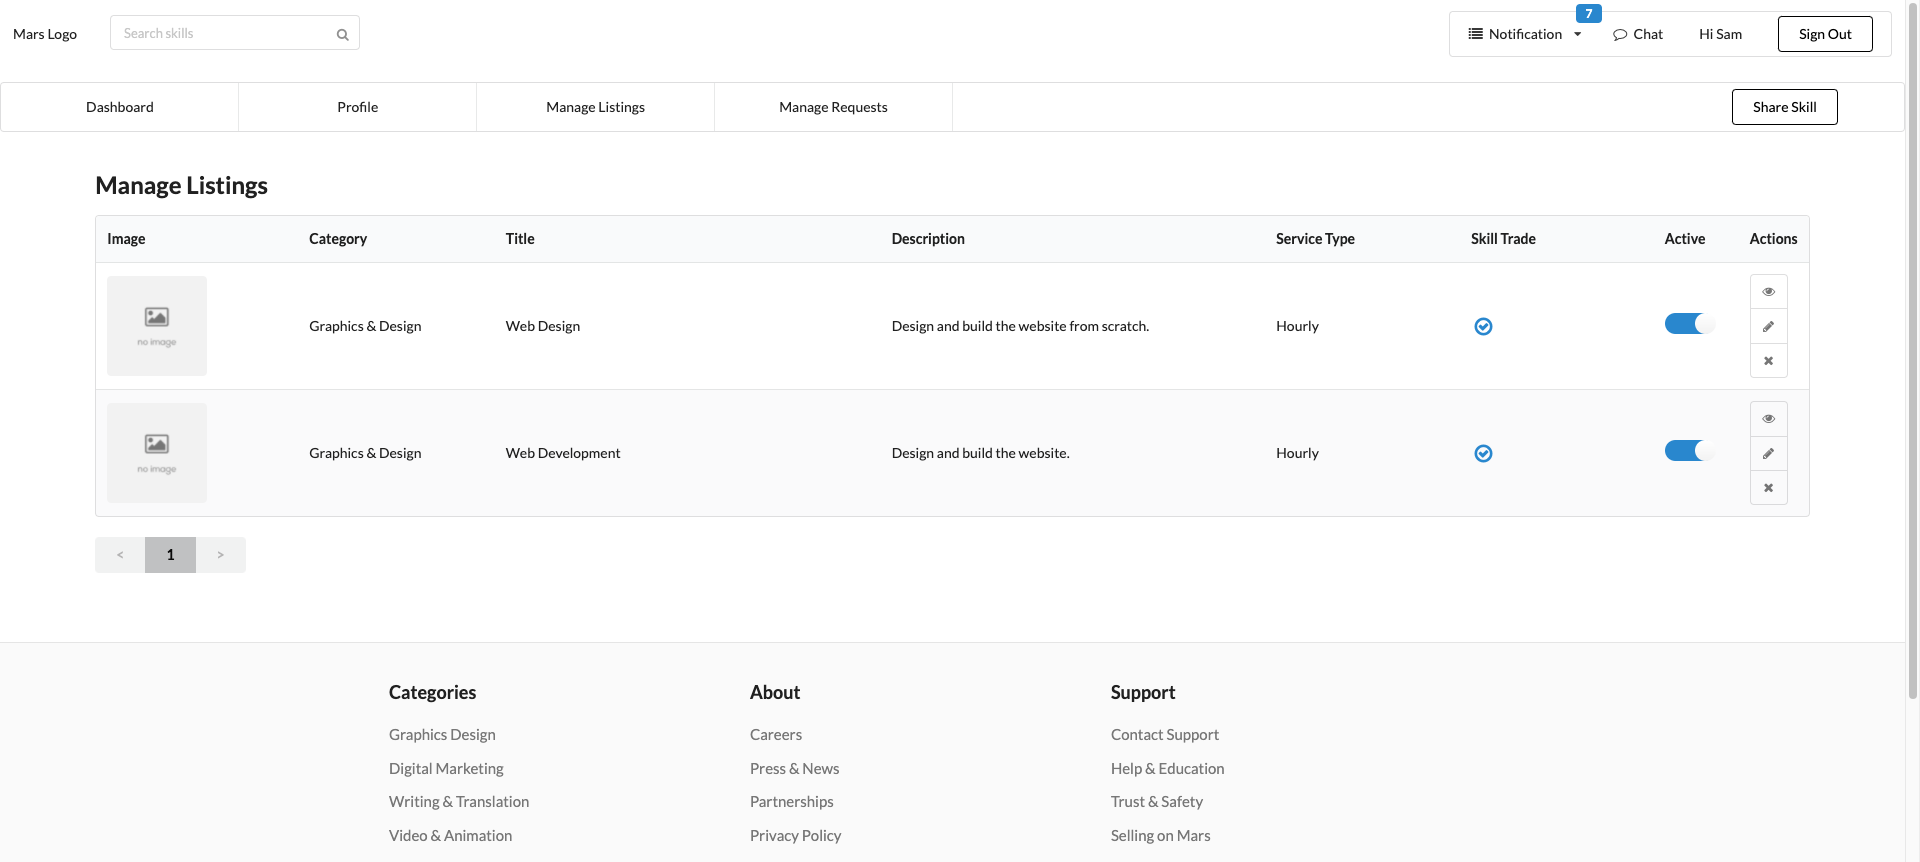 Mars Logo
Search skills
7
Notification
Chat
Hi Sam
Sign Out
Dashboard
Profile
Manage Listings
Manage Requests
Share Skill
Manage Listings
Image Category Title Description Service Type Skill Trade Active Actions
no image
Graphics & Design Web Design Design and build the website from scratch. Hourly
no image
Graphics & Design Web Development Design and build the website. Hourly
< 1 >
Categories
Graphics Design
Digital Marketing
Writing & Translation
Video & Animation
About
Careers
Press & News
Partnerships
Privacy Policy
Support
Contact Support
Help & Education
Trust & Safety
Selling on Mars